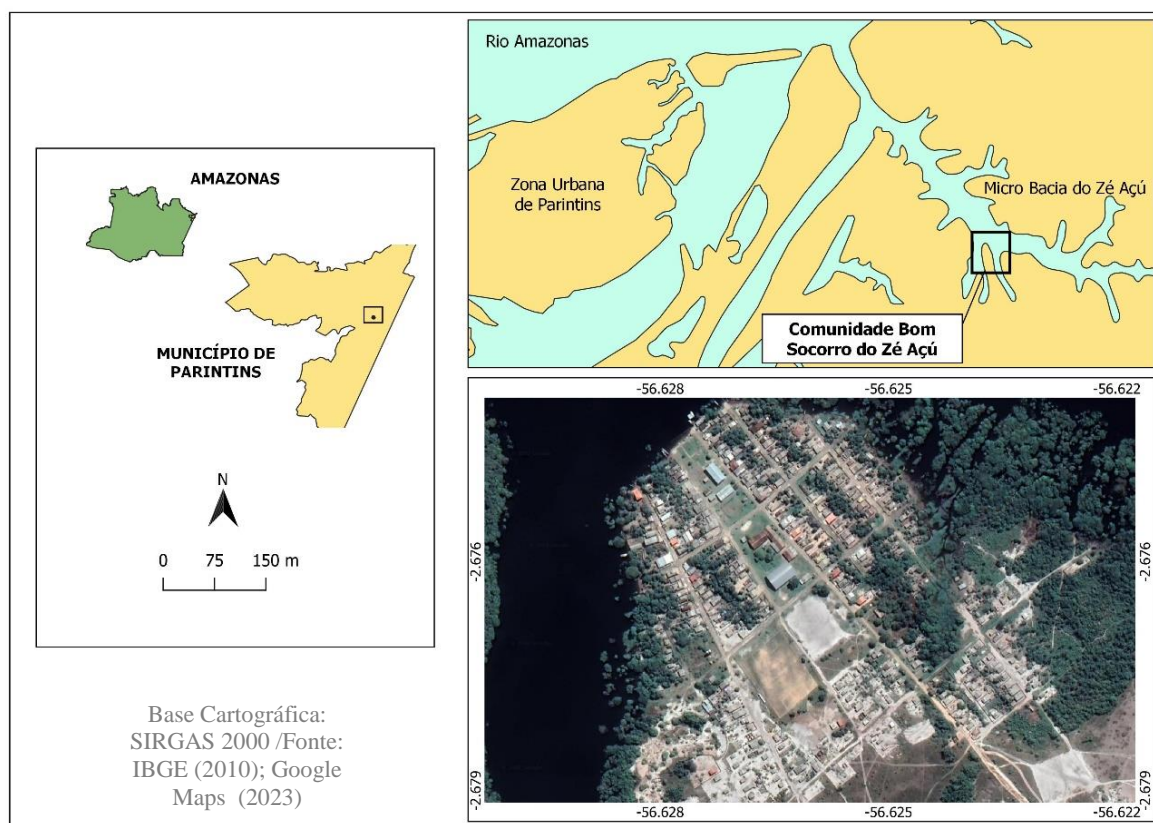 AMAZONAS
MUNICÍPIO DE
PARINTINS
N
0 75 150 m
Base Cartográfica:
SIRGAS 2000 /Fonte:
IBGE (2010); Google
Maps (2023)
Rio Amazonas
Zona Urbana
de Parintins
Micro Bacia do Zé Açú
Comunidade Bom
Socorro do Zé Açú
-56.628 -56.625 -56.622
-2.676 -2.676
-2.679 -2.679
-56.628 -56.625 -56.622